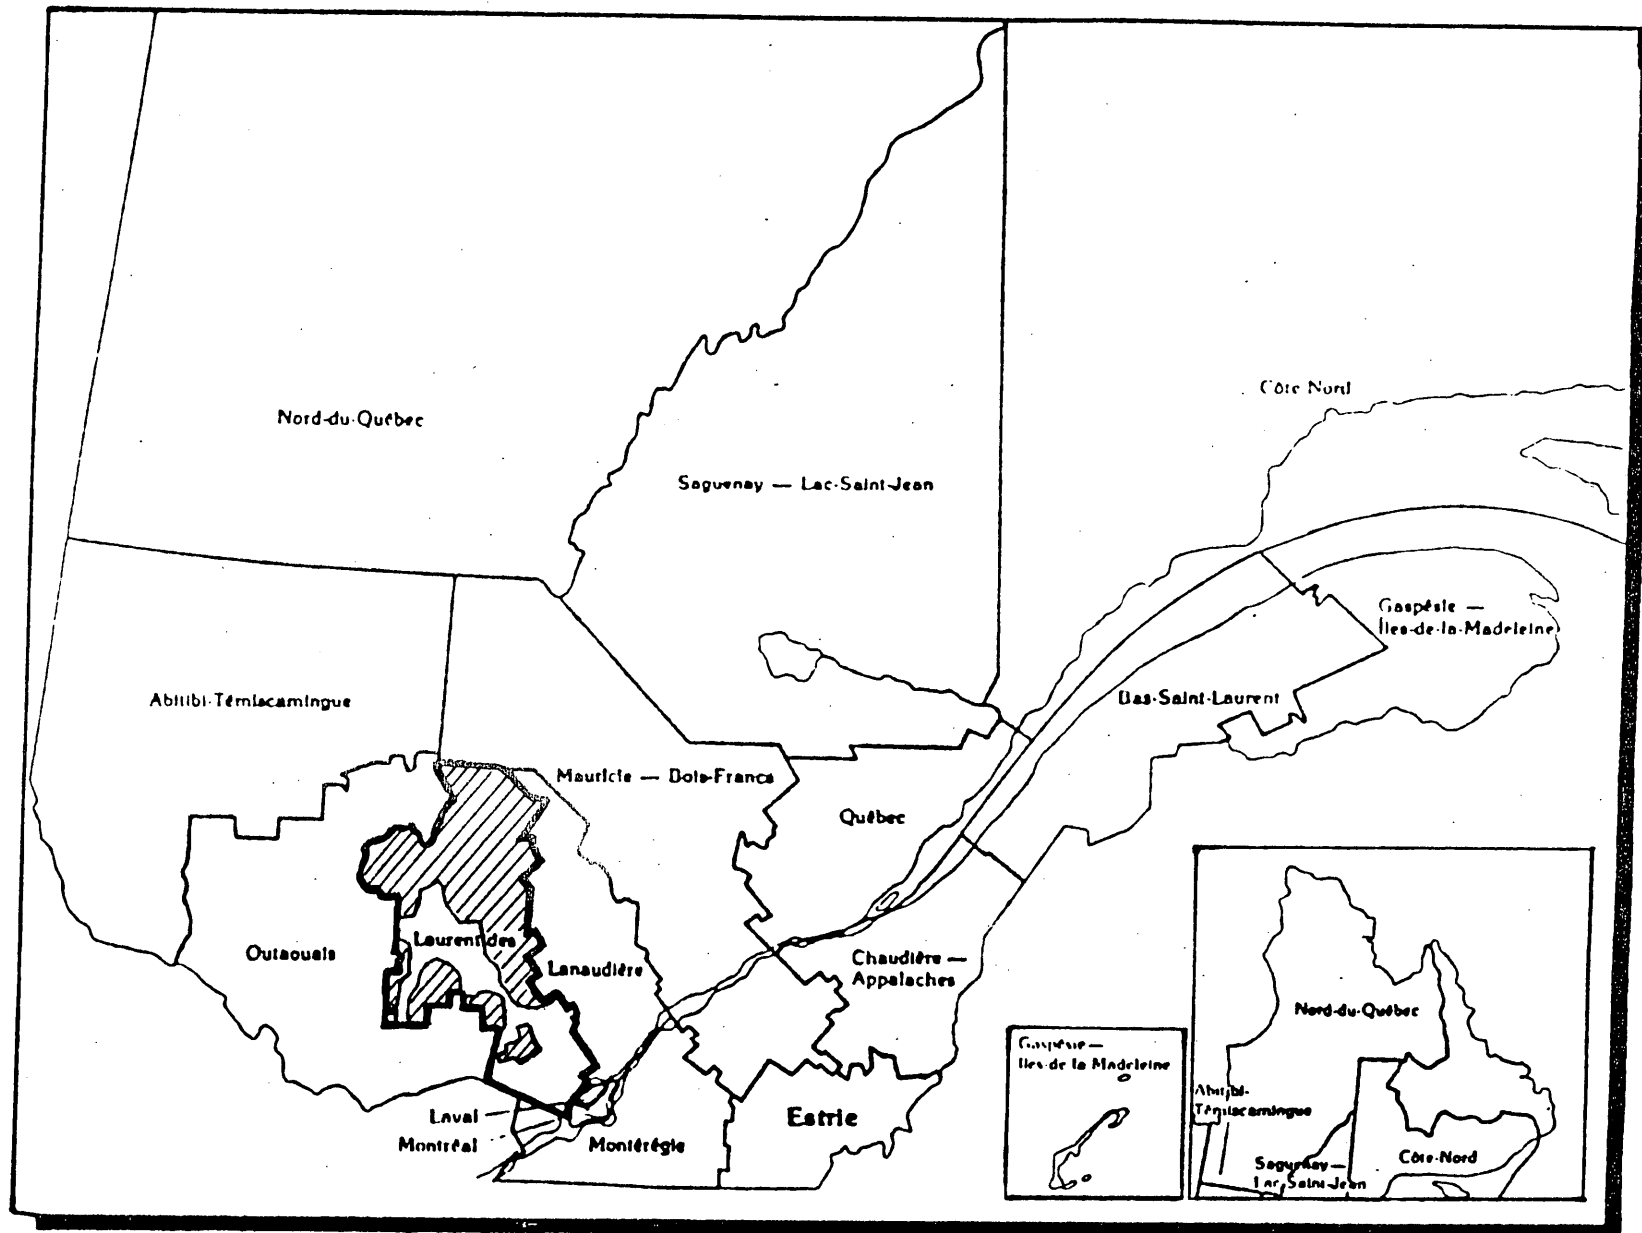 Nord-du-Québec
Côte Nord
Saguenay — Lac-Saint-Jean
Gaspésie —
Îles-de-la-Madeleine
Abitibi-Témiscamingue
Bas-Saint-Laurent
Mauricie — Bois-Francs
Québec
Outaouais
Laurentides
Lanaudière
Chaudière —
Appalaches
Laval
Montréal
Montérégie
Estrie
Gaspésie —
Iles-de la Madeleine
Nord-du-Québec
Abitibi-
Témiscamingue
Côte-Nord
Saguenay —
Lac Saint-Jean